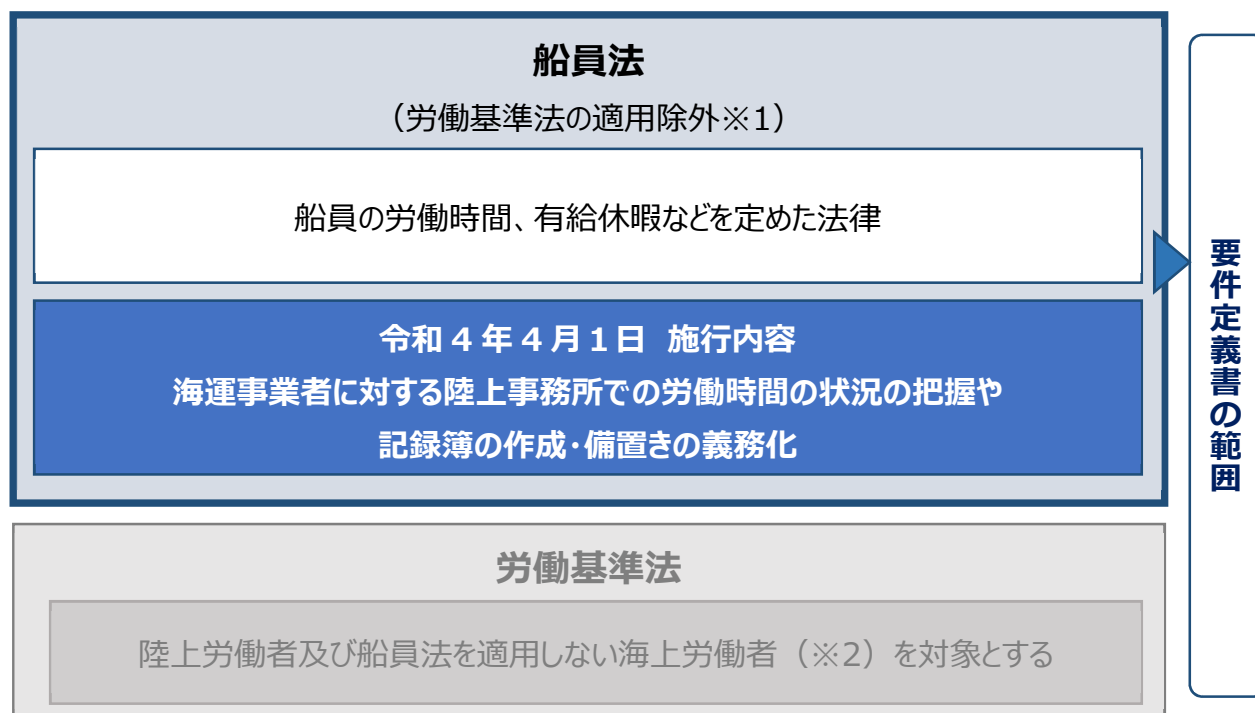 船員法
（労働基準法の適用除外※1）
船員の労働時間、有給休暇などを定めた法律
令和４年４月１日 施行内容
海運事業者に対する陸上事務所での労働時間の状況の把握や
記録簿の作成・備置きの義務化
労働基準法
陸上労働者及び船員法を適用しない海上労働者（※2）を対象とする
要件定義書の範囲